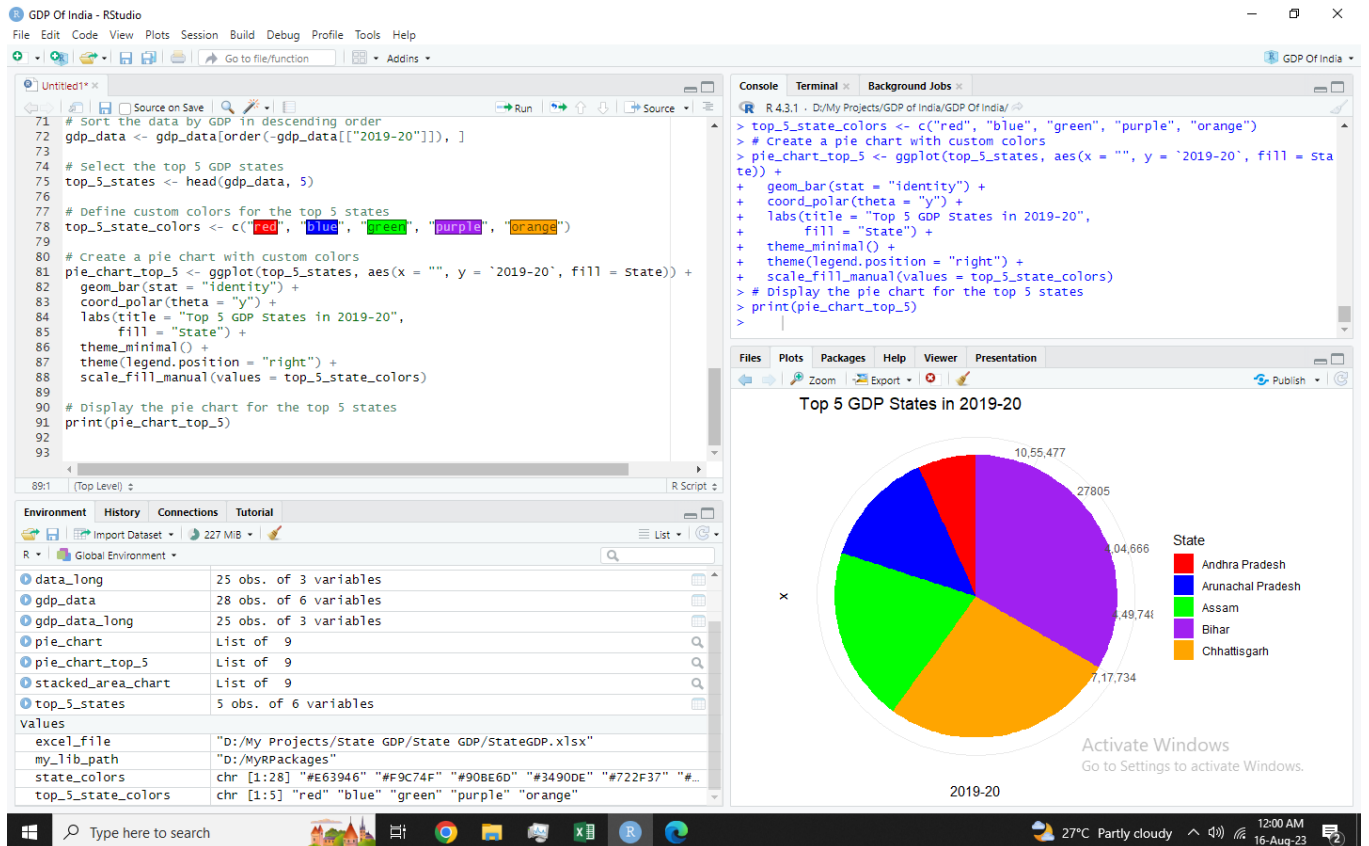 GDP Of India - RStudio
File Edit Code View Plots Session Build Debug Profile Tools Help
Go to file/function Addins GDP Of India
Untitled1*
Source on Save Run Source
71 # Sort the data by GDP in descending order
72 gdp_data <- gdp_data[order(-gdp_data[["2019-20"]]), ]
73
74 # Select the top 5 GDP states
75 top_5_states <- head(gdp_data, 5)
76
77 # Define custom colors for the top 5 states
78 top_5_state_colors <- c("red", "blue", "green", "purple", "orange")
79
80 # Create a pie chart with custom colors
81 pie_chart_top_5 <- ggplot(top_5_states, aes(x = "", y = `2019-20`, fill = State)) +
82 geom_bar(stat = "identity") +
83 coord_polar(theta = "y") +
84 labs(title = "Top 5 GDP States in 2019-20",
85 fill = "State") +
86 theme_minimal() +
87 theme(legend.position = "right") +
88 scale_fill_manual(values = top_5_state_colors)
89
90 # Display the pie chart for the top 5 states
91 print(pie_chart_top_5)
92
93
89:1 (Top Level) R Script
Environment History Connections Tutorial
Import Dataset 227 MiB List
R Global Environment
data_long 25 obs. of 3 variables
gdp_data 28 obs. of 6 variables
gdp_data_long 25 obs. of 3 variables
pie_chart List of 9
pie_chart_top_5 List of 9
stacked_area_chart List of 9
top_5_states 5 obs. of 6 variables
values
excel_file "D:/My Projects/State GDP/State GDP/StateGDP.xlsx"
my_lib_path "D:/MyRPackages"
state_colors chr [1:28] "#E63946" "#F9C74F" "#90BE6D" "#3490DE" "#722F37" "#...
top_5_state_colors chr [1:5] "red" "blue" "green" "purple" "orange"
Console Terminal Background Jobs
R 4.3.1 · D:/My Projects/GDP of India/GDP Of India/
> top_5_state_colors <- c("red", "blue", "green", "purple", "orange")
> # Create a pie chart with custom colors
> pie_chart_top_5 <- ggplot(top_5_states, aes(x = "", y = `2019-20`, fill = Sta
te)) +
+ geom_bar(stat = "identity") +
+ coord_polar(theta = "y") +
+ labs(title = "Top 5 GDP States in 2019-20",
+ fill = "State") +
+ theme_minimal() +
+ theme(legend.position = "right") +
+ scale_fill_manual(values = top_5_state_colors)
> # Display the pie chart for the top 5 states
> print(pie_chart_top_5)
>
Files Plots Packages Help Viewer Presentation
Zoom Export Publish
Top 5 GDP States in 2019-20
10,55,477
27805
4,04,666
4,49,748
7,17,734
x
2019-20
State
Andhra Pradesh
Arunachal Pradesh
Assam
Bihar
Chhattisgarh
Activate Windows
Go to Settings to activate Windows.
Type here to search
27°C Partly cloudy
12:00 AM
16-Aug-23
2